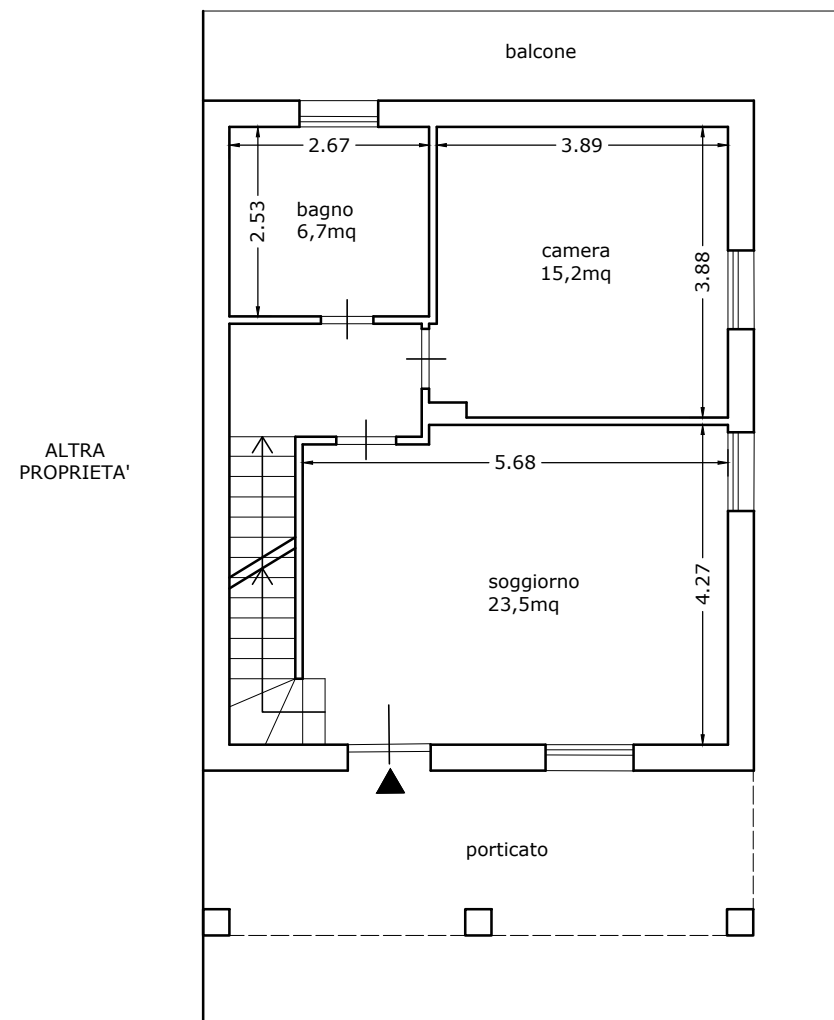 balcone
2.67
3.89
2.53
bagno
6,7mq
camera
15,2mq
3.88
ALTRA
PROPRIETA'
5.68
soggiorno
23,5mq
4.27
porticato